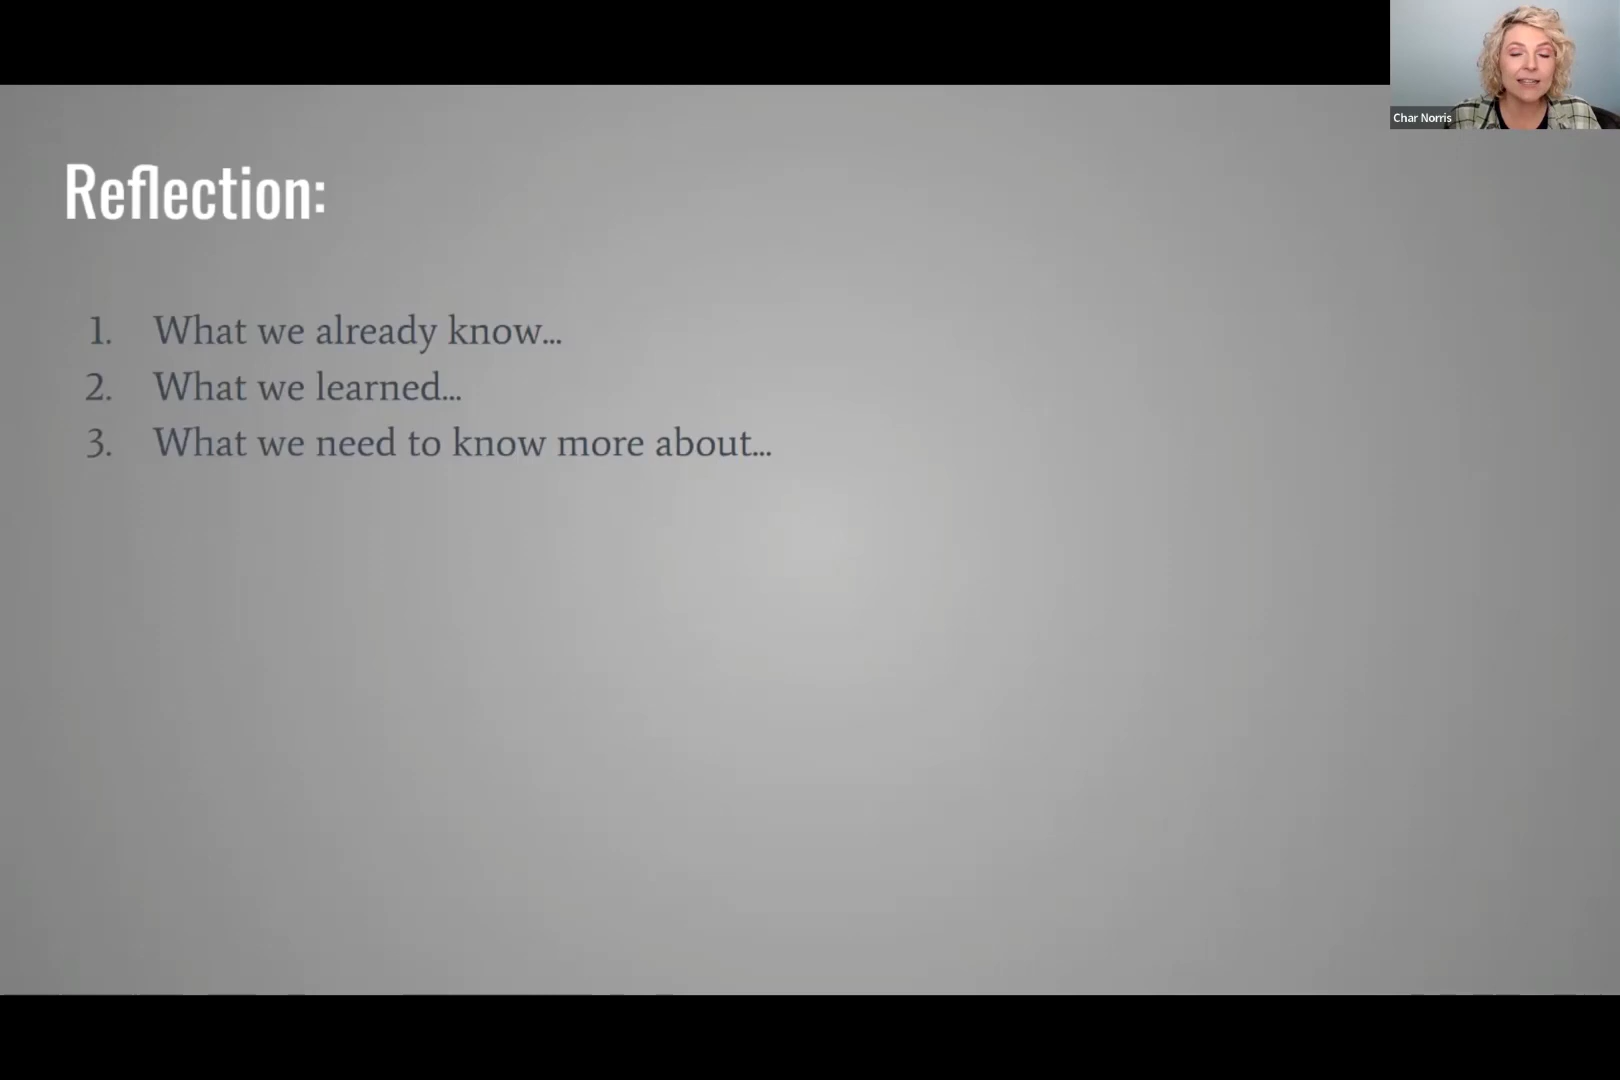 Char Norris
Reflection:
1. What we already know...
2. What we learned...
3. What we need to know more about...